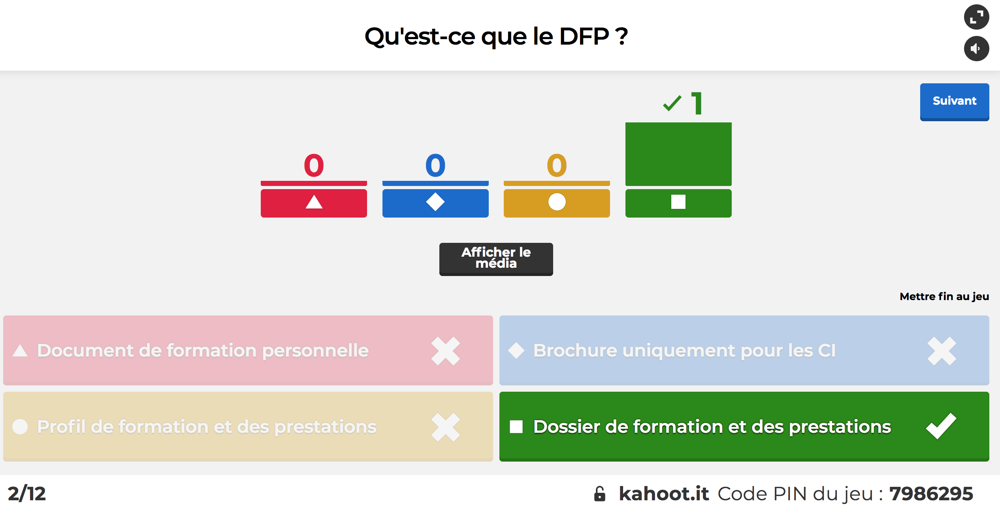 Qu'est-ce que le DFP ?
Suivant
1
0
0
0
Afficher le
média
Mettre fin au jeu
Document de formation personnelle
Brochure uniquement pour les CI
Profil de formation et des prestations
Dossier de formation et des prestations
2/12
kahoot.it Code PIN du jeu : 7986295